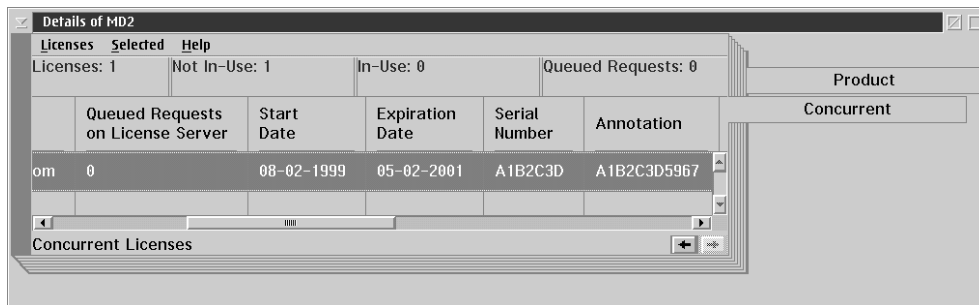 Details of MD2
Licenses Selected Help
Licenses: 1 Not In-Use: 1 In-Use: 0 Queued Requests: 0
Product
Concurrent
Queued Requests on License Server Start Date Expiration Date Serial Number Annotation
om 0 08-02-1999 05-02-2001 A1B2C3D A1B2C3D5967
Concurrent Licenses